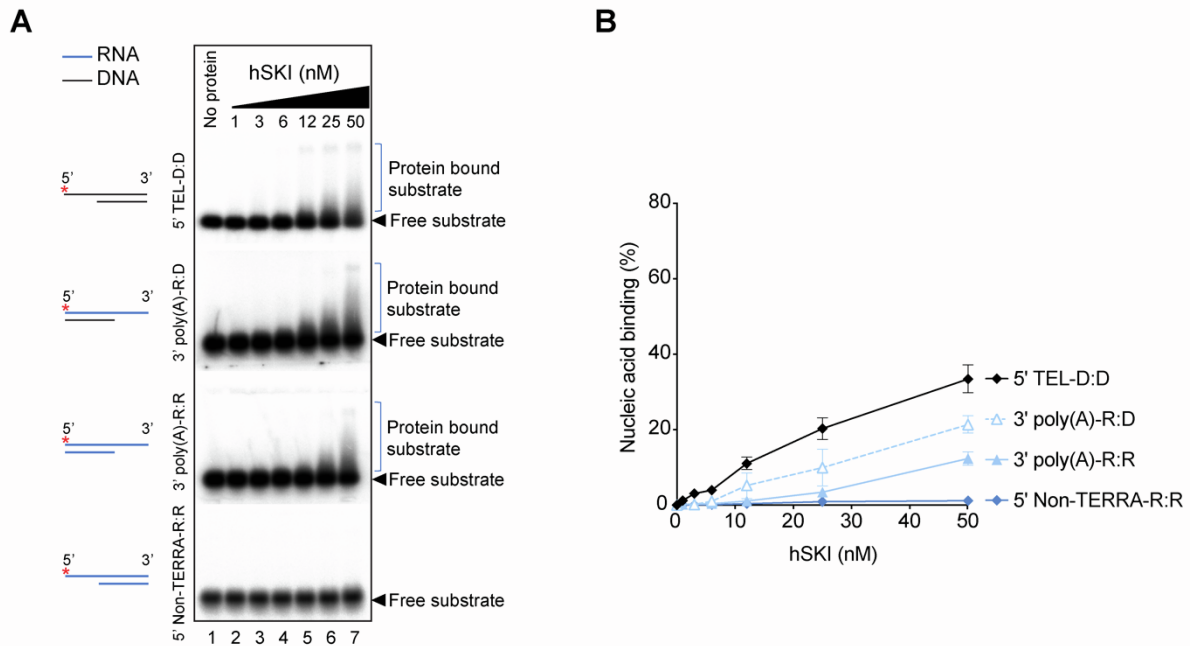 A
RNA
DNA
No protein
hSKI (nM)
1 3 6 12 25 50
5' TEL-D:D
5' 3'
*
Protein bound
substrate
Free substrate
3' poly(A)-R:D
5' 3'
*
Protein bound
substrate
Free substrate
3' poly(A)-R:R
5' 3'
*
Protein bound
substrate
Free substrate
5' Non-TERRA-R:R
5' 3'
*
Free substrate
1 2 3 4 5 6 7
B
Nucleic acid binding (%)
80
60
40
20
0
0 10 20 30 40 50
hSKI (nM)
5' TEL-D:D
3' poly(A)-R:D
3' poly(A)-R:R
5' Non-TERRA-R:R